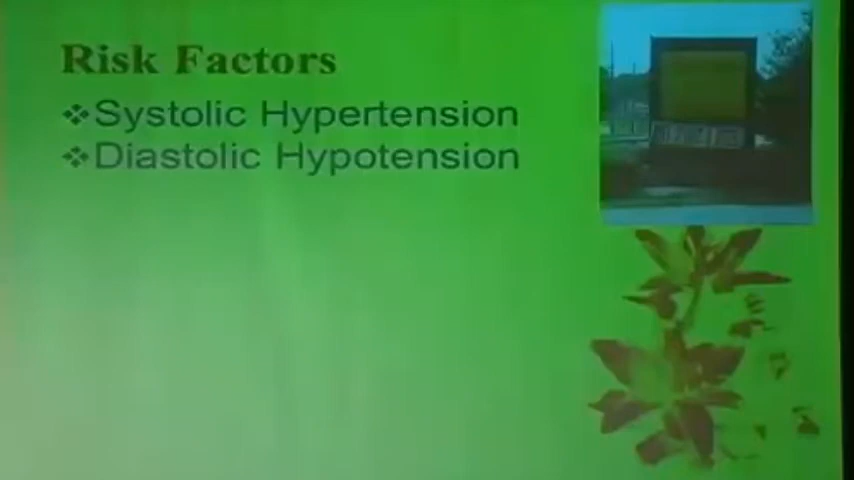 Risk Factors
Systolic Hypertension
Diastolic Hypotension